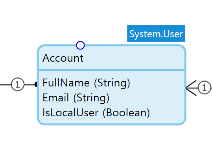 System.User
Account
FullName (String)
Email (String)
IsLocalUser (Boolean)
1
1